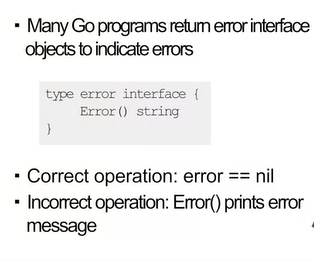 ▪ Many Go programs return error interface
objects to indicate errors
type error interface {
Error() string
}
▪ Correct operation: error == nil
▪ Incorrect operation: Error() prints error
message